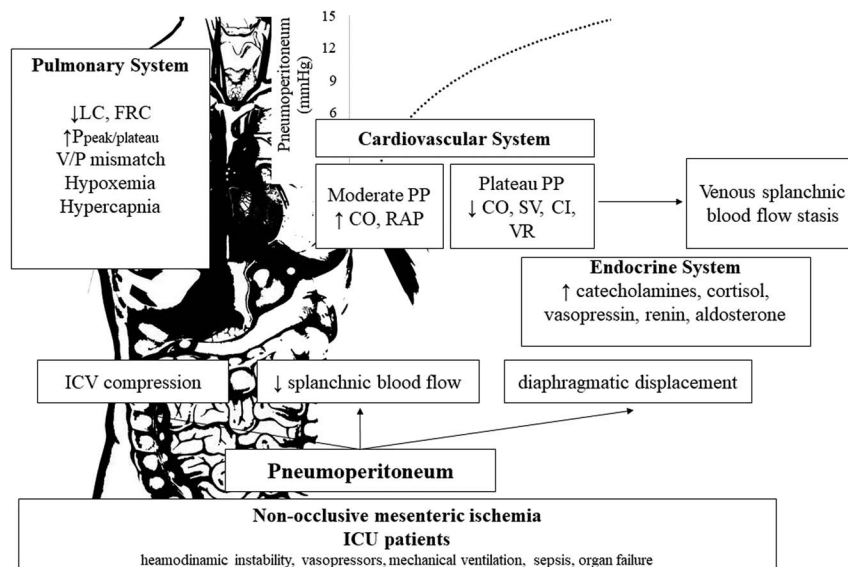 Pulmonary System
↓LC, FRC
↑Ppeak/plateau
V/P mismatch
Hypoxemia
Hypercapnia
Pneumoperitoneum
(mmHg)
15
12
9
6
Cardiovascular System
Moderate PP
↑ CO, RAP
Plateau PP
↓ CO, SV, CI,
VR
Venous splanchnic
blood flow stasis
Endocrine System
↑ catecholamines, cortisol,
vasopressin, renin, aldosterone
ICV compression
↓ splanchnic blood flow
diaphragmatic displacement
Pneumoperitoneum
Non-occlusive mesenteric ischemia
ICU patients
heamodinamic instability, vasopressors, mechanical ventilation, sepsis, organ failure